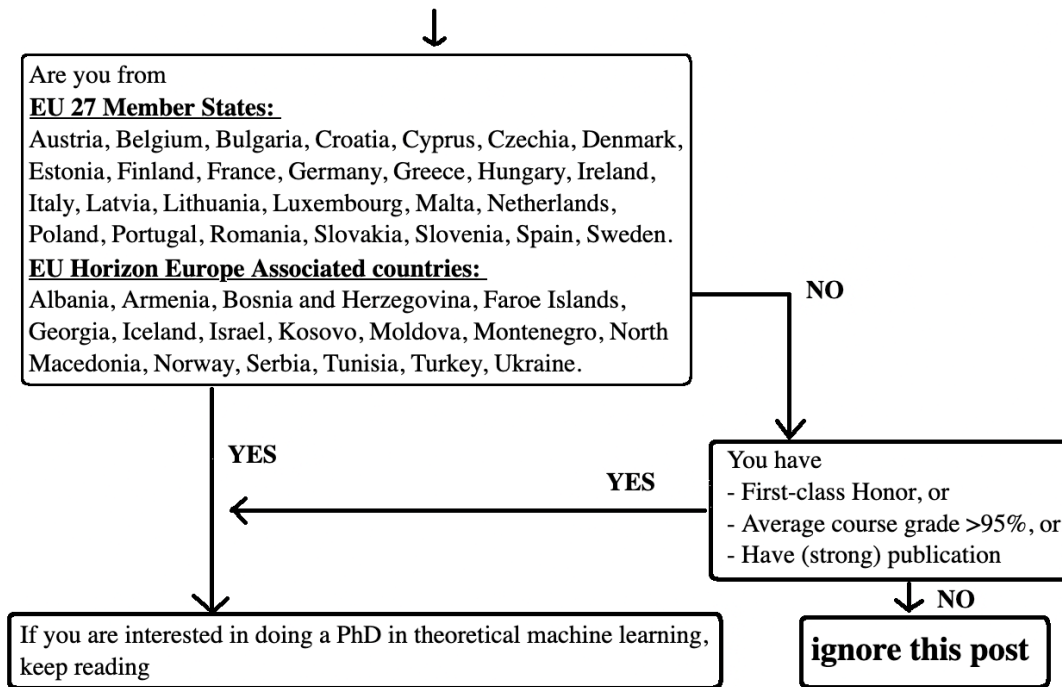 Are you from
EU 27 Member States:
Austria, Belgium, Bulgaria, Croatia, Cyprus, Czechia, Denmark,
Estonia, Finland, France, Germany, Greece, Hungary, Ireland,
Italy, Latvia, Lithuania, Luxembourg, Malta, Netherlands,
Poland, Portugal, Romania, Slovakia, Slovenia, Spain, Sweden.
EU Horizon Europe Associated countries:
Albania, Armenia, Bosnia and Herzegovina, Faroe Islands,
Georgia, Iceland, Israel, Kosovo, Moldova, Montenegro, North
Macedonia, Norway, Serbia, Tunisia, Turkey, Ukraine.
NO
YES
YES
You have
- First-class Honor, or
- Average course grade >95%, or
- Have (strong) publication
NO
If you are interested in doing a PhD in theoretical machine learning,
keep reading
ignore this post